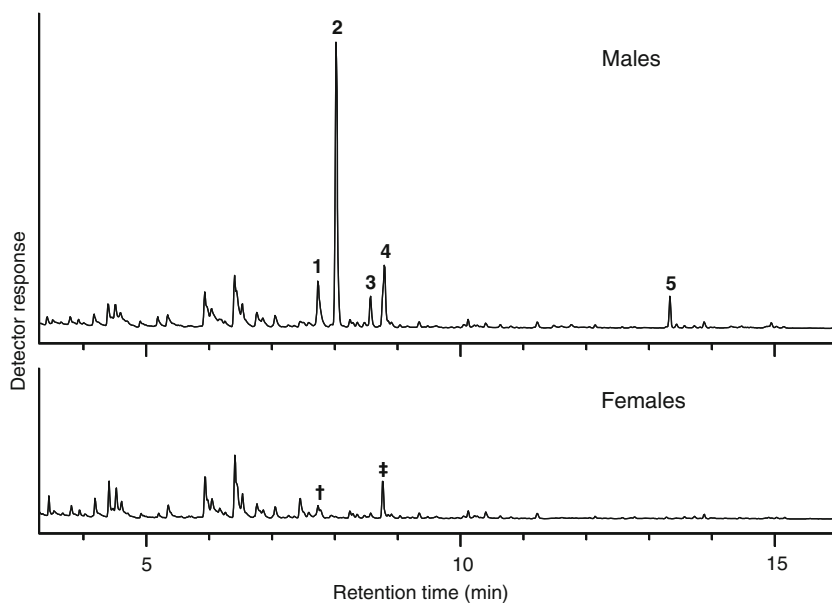 2
Males
1
3
4
5
Detector response
Females
†
‡
5
10
15
Retention time (min)